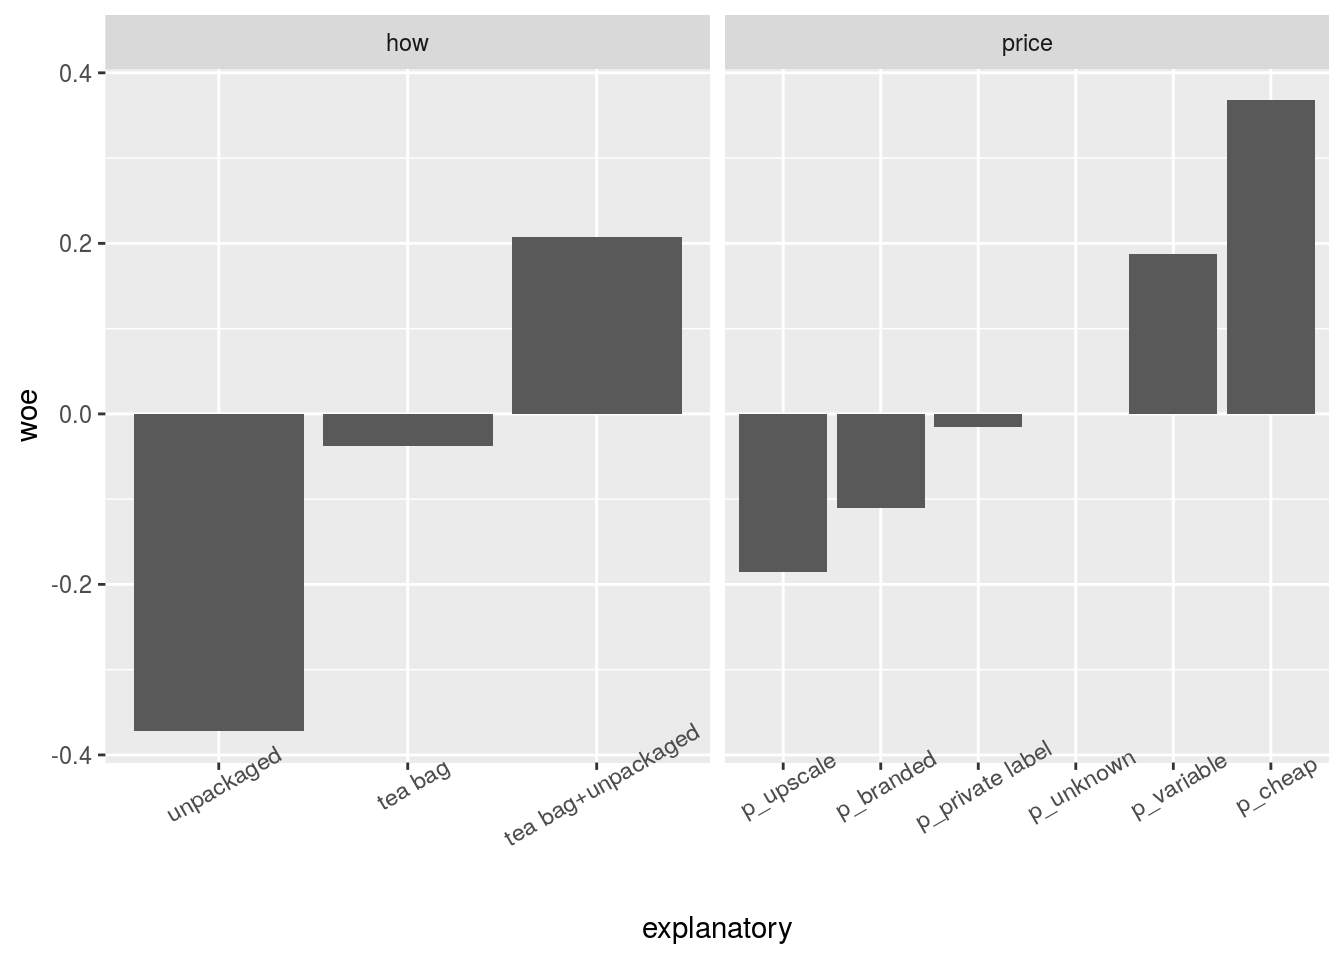 how
price
0.4
0.2
0.0
-0.2
-0.4
woe
unpackaged
tea bag
tea bag+unpackaged
p_upscale
p_branded
p_private label
p_unknown
p_variable
p_cheap
explanatory